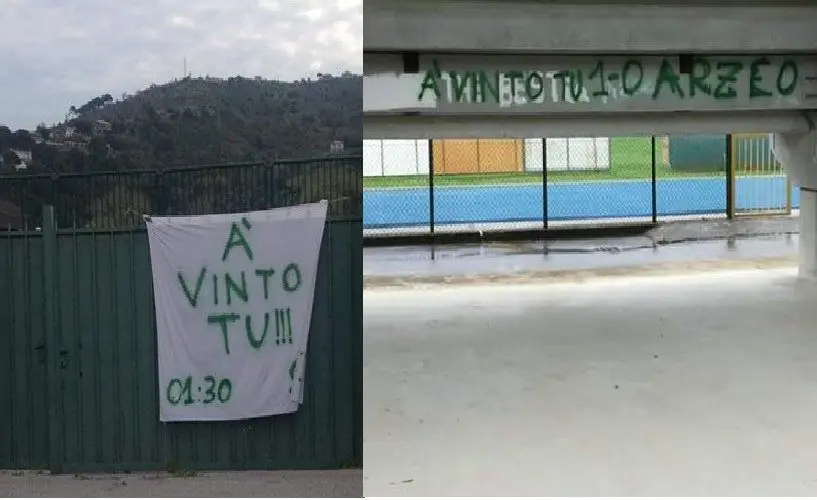 À
VINTO
TU!!!
01:30
À VINTO TU 1-0 ARZEO